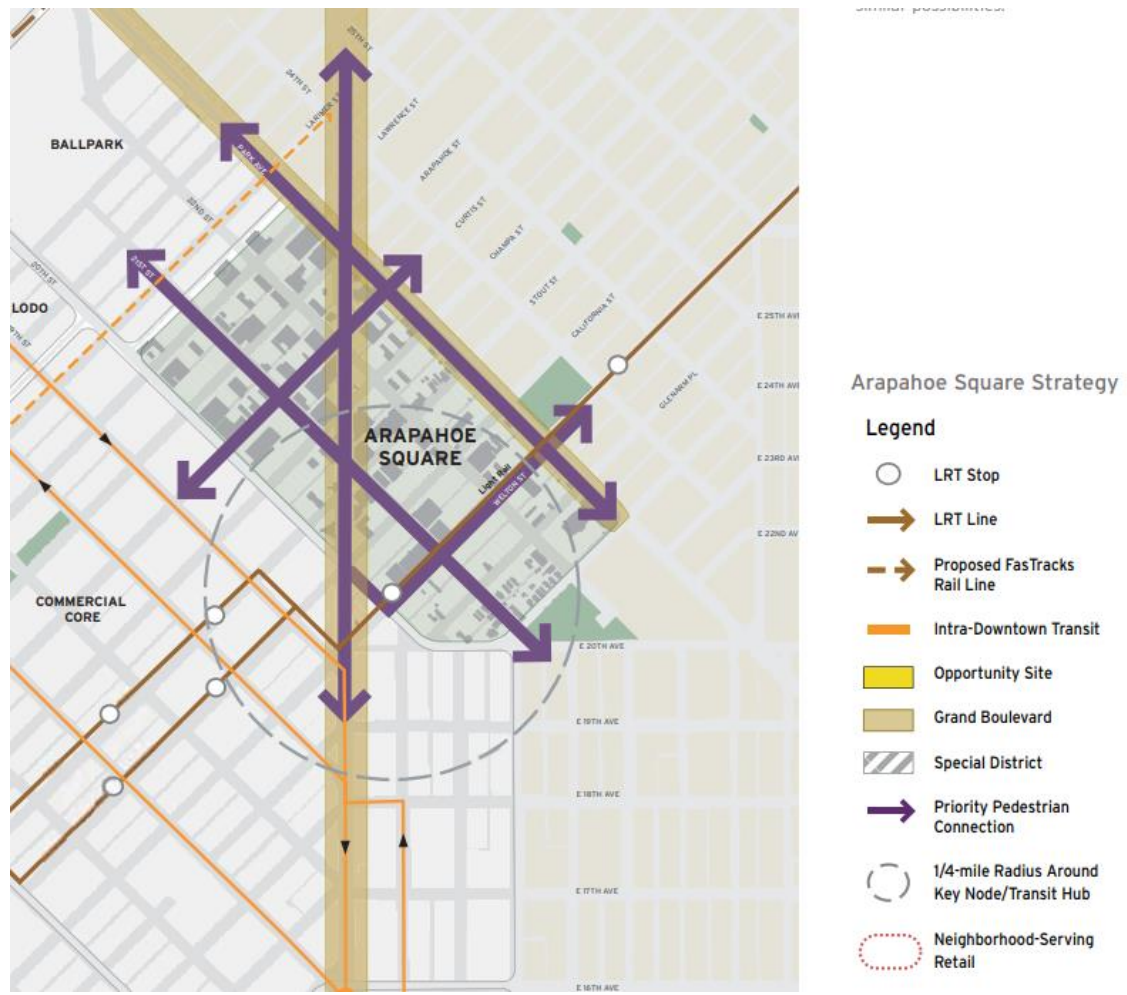 similar possibilities.
25TH ST
24TH ST
LARIMER ST
LAWRENCE ST
BALLPARK
PARK AVE
ARAPAHOE ST
22ND ST
CURTIS ST
CHAMPA ST
21ST ST
20TH ST
STOUT ST
LODO
CALIFORNIA ST
E 25TH AVE
GLENARM PL
E 24TH AVE
ARAPAHOE
SQUARE
E 23RD AVE
Light Rail
WELTON ST
E 22ND AV
COMMERCIAL
CORE
E 20TH AVE
E 19TH AVE
E 18TH AVE
E 17TH AVE
E 16TH AVE
Arapahoe Square Strategy
Legend
LRT Stop
LRT Line
Proposed FasTracks
Rail Line
Intra-Downtown Transit
Opportunity Site
Grand Boulevard
Special District
Priority Pedestrian
Connection
1/4-mile Radius Around
Key Node/Transit Hub
Neighborhood-Serving
Retail